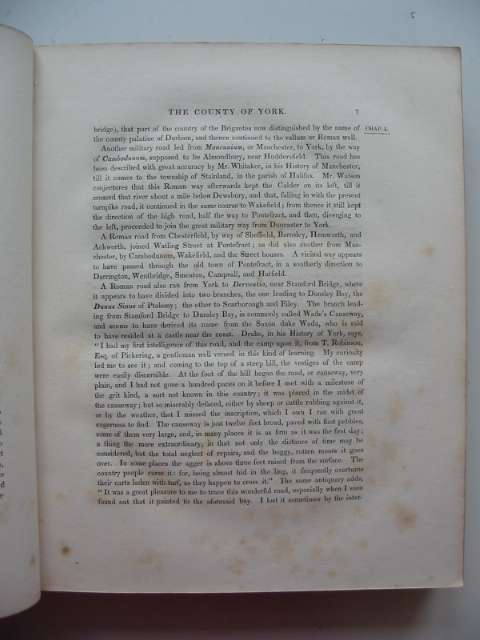 THE COUNTY OF YORK. 7
bridge), that part of the country of the Brigantes now distinguished by the name of CHAP. I.
the county palatine of Durham, and thence continued to the vallum or Roman wall.
Another military road led from Mancunium, or Manchester, to York, by the way
of Cambodunum, supposed to be Almondbury, near Huddersfield. This road has
been described with great accuracy by Mr. Whitaker, in his History of Manchester,
till it comes to the township of Stainland, in the parish of Halifax. Mr. Watson
conjectures that this Roman way afterwards kept the Calder on its left, till it
crossed that river about a mile below Dewsbury, and that, falling in with the present
turnpike road, it continued in the same course to Wakefield; from thence it still kept
the direction of the high road, half the way to Pontefract, and then, diverging to
the left, proceeded to join the great military way from Doncaster to York.
A Roman road from Chesterfield, by way of Sheffield, Barnsley, Hemworth, and
Ackworth, joined Watling Street at Pontefract; as did also another from Man-
chester, by Cambodunum, Wakefield, and the Street houses. A vicinal way appears
to have passed through the old town of Pontefract, in a southerly direction to
Darrington, Wentbridge, Smeaton, Campsall, and Hatfield.
A Roman road also ran from York to Derventio, near Stamford Bridge, where
it appears to have divided into two branches, the one leading to Dunsley Bay, the
Dunus Sinus of Ptolemy; the other to Scarborough and Filey. The branch lead-
ing from Stamford Bridge to Dunsley Bay, is commonly called Wade's Causeway,
and seems to have derived its name from the Saxon duke Wada, who is said
to have resided at a castle near the coast. Drake, in his History of York, says,
"I had my first intelligence of this road, and the camp upon it, from T. Robinson,
Esq. of Pickering, a gentleman well versed in this kind of learning. My curiosity
led me to see it; and coming to the top of a steep hill, the vestiges of the camp
were easily discernible. At the foot of the hill began the road, or causeway, very
plain, and I had not gone a hundred paces on it before I met with a milestone of
the grit kind, a sort not known in this country; it was placed in the midst of
the causeway; but so miserably defaced, either by sheep or cattle rubbing against it,
or by the weather, that I missed the inscription, which I own I ran with great
eagerness to find. The causeway is just twelve feet broad, paved with flint pebbles,
some of them very large, and, in many places it is as firm as it was the first day;
a thing the more extraordinary, in that not only the distance of time may be
considered, but the total neglect of repairs, and the boggy, rotten moors it goes
over. In some places the agger is above three feet raised from the surface. The
country people curse it; for, being almost hid in the ling, it frequently overturns
their carts laden with turf, as they happen to cross it." The same antiquary adds,
"It was a great pleasure to me to trace this wonderful road, especially when I soon
found out that it pointed to the aforesaid bay. I lost it sometimes by the inter-